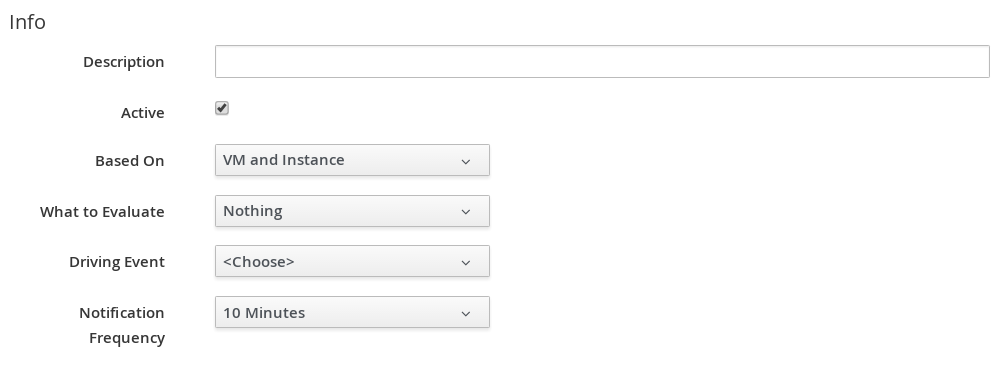 Info
Description
Active
Based On
VM and Instance
What to Evaluate
Nothing
Driving Event
<Choose>
Notification
Frequency
10 Minutes